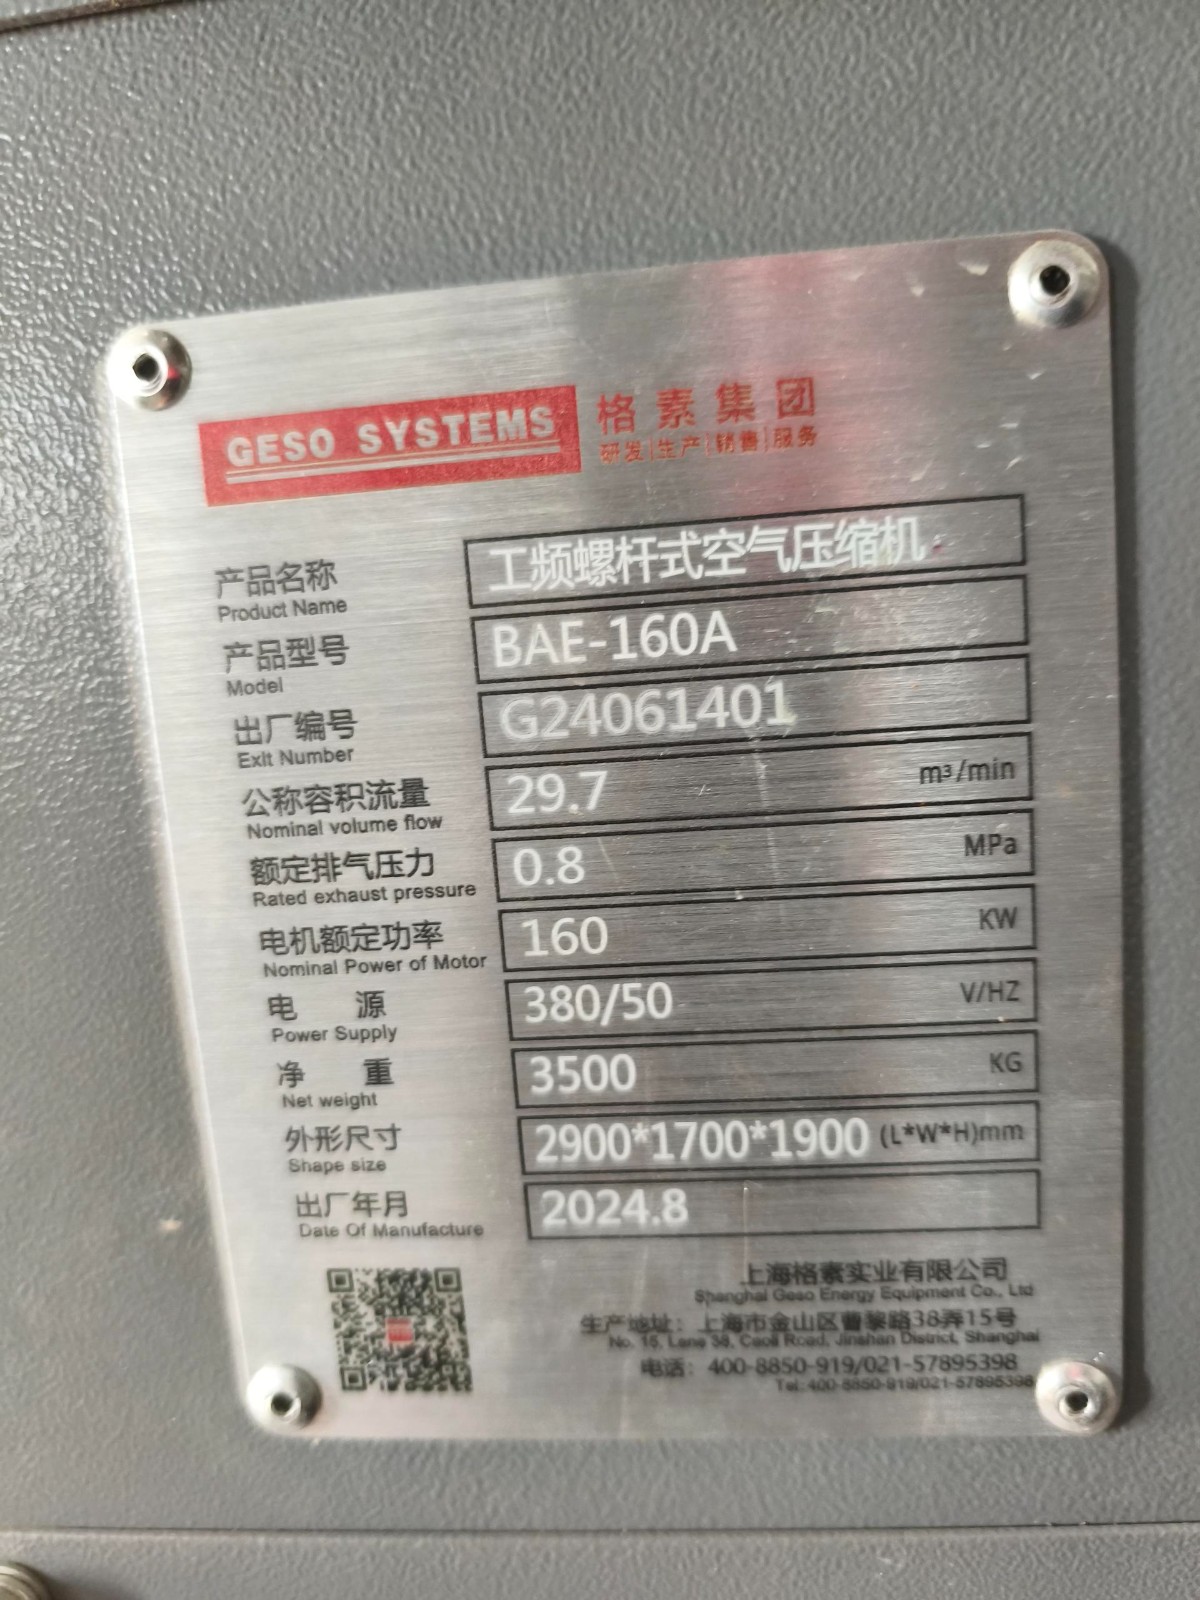 GESO SYSTEMS 格素集团
研发|生产|销售|服务
产品名称 工频螺杆式空气压缩机
Product Name
产品型号 BAE-160A
Model
出厂编号 G24061401
Exit Number
公称容积流量 29.7 m³/min
Nominal volume flow
额定排气压力 0.8 MPa
Rated exhaust pressure
电机额定功率 160 KW
Nominal Power of Motor
电 源 380/50 V/HZ
Power Supply
净 重 3500 KG
Net weight
外形尺寸 2900*1700*1900 (L*W*H)mm
Shape size
出厂年月 2024.8
Date Of Manufacture
上海格素实业有限公司
Shanghai Geso Energy Equipment Co., Ltd
生产地址：上海市金山区曹黎路38弄15号
No. 15, Lane 38, Caoli Road, Jinshan District, Shanghai
电话：400-8850-919/021-57895398
Tel: 400-8850-919/021-57895398